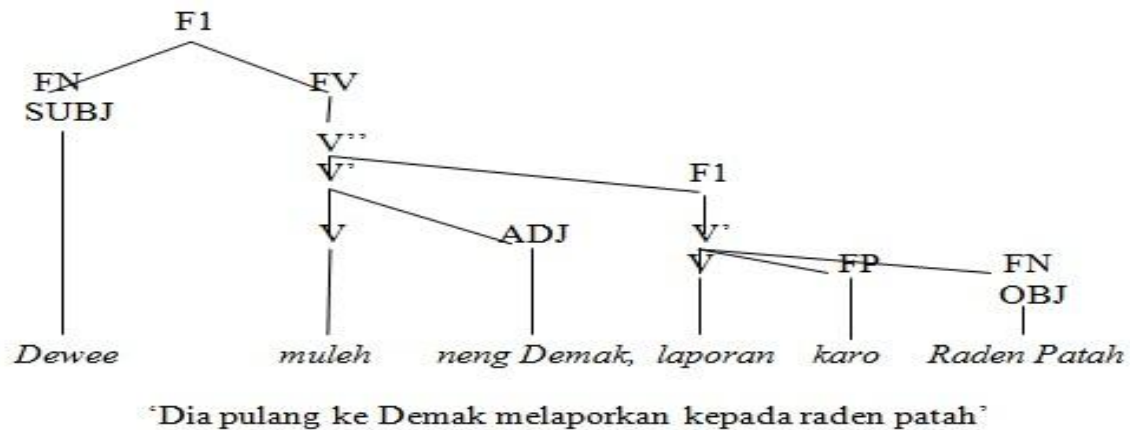 F1
FN FV
SUBJ
V’’
V’ F1
V ADJ V’
V FP FN
OBJ
Dewee muleh neng Demak, laporan karo Raden Patah
‘Dia pulang ke Demak melaporkan kepada raden patah’